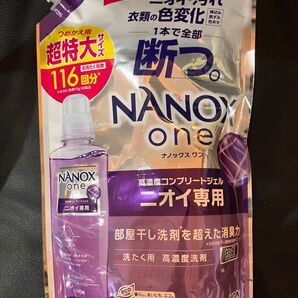 つめかえ用
超特大サイズ
116回分
ニオイ汚れ
衣類の色変化
1本で全部
断つ。
NANOX
one
ナノックス ワン
高濃度コンプリートジェル
ニオイ専用
部屋干し洗剤を超えた消臭力
洗たく用 高濃度洗剤
NANOX
one
ニオイ専用